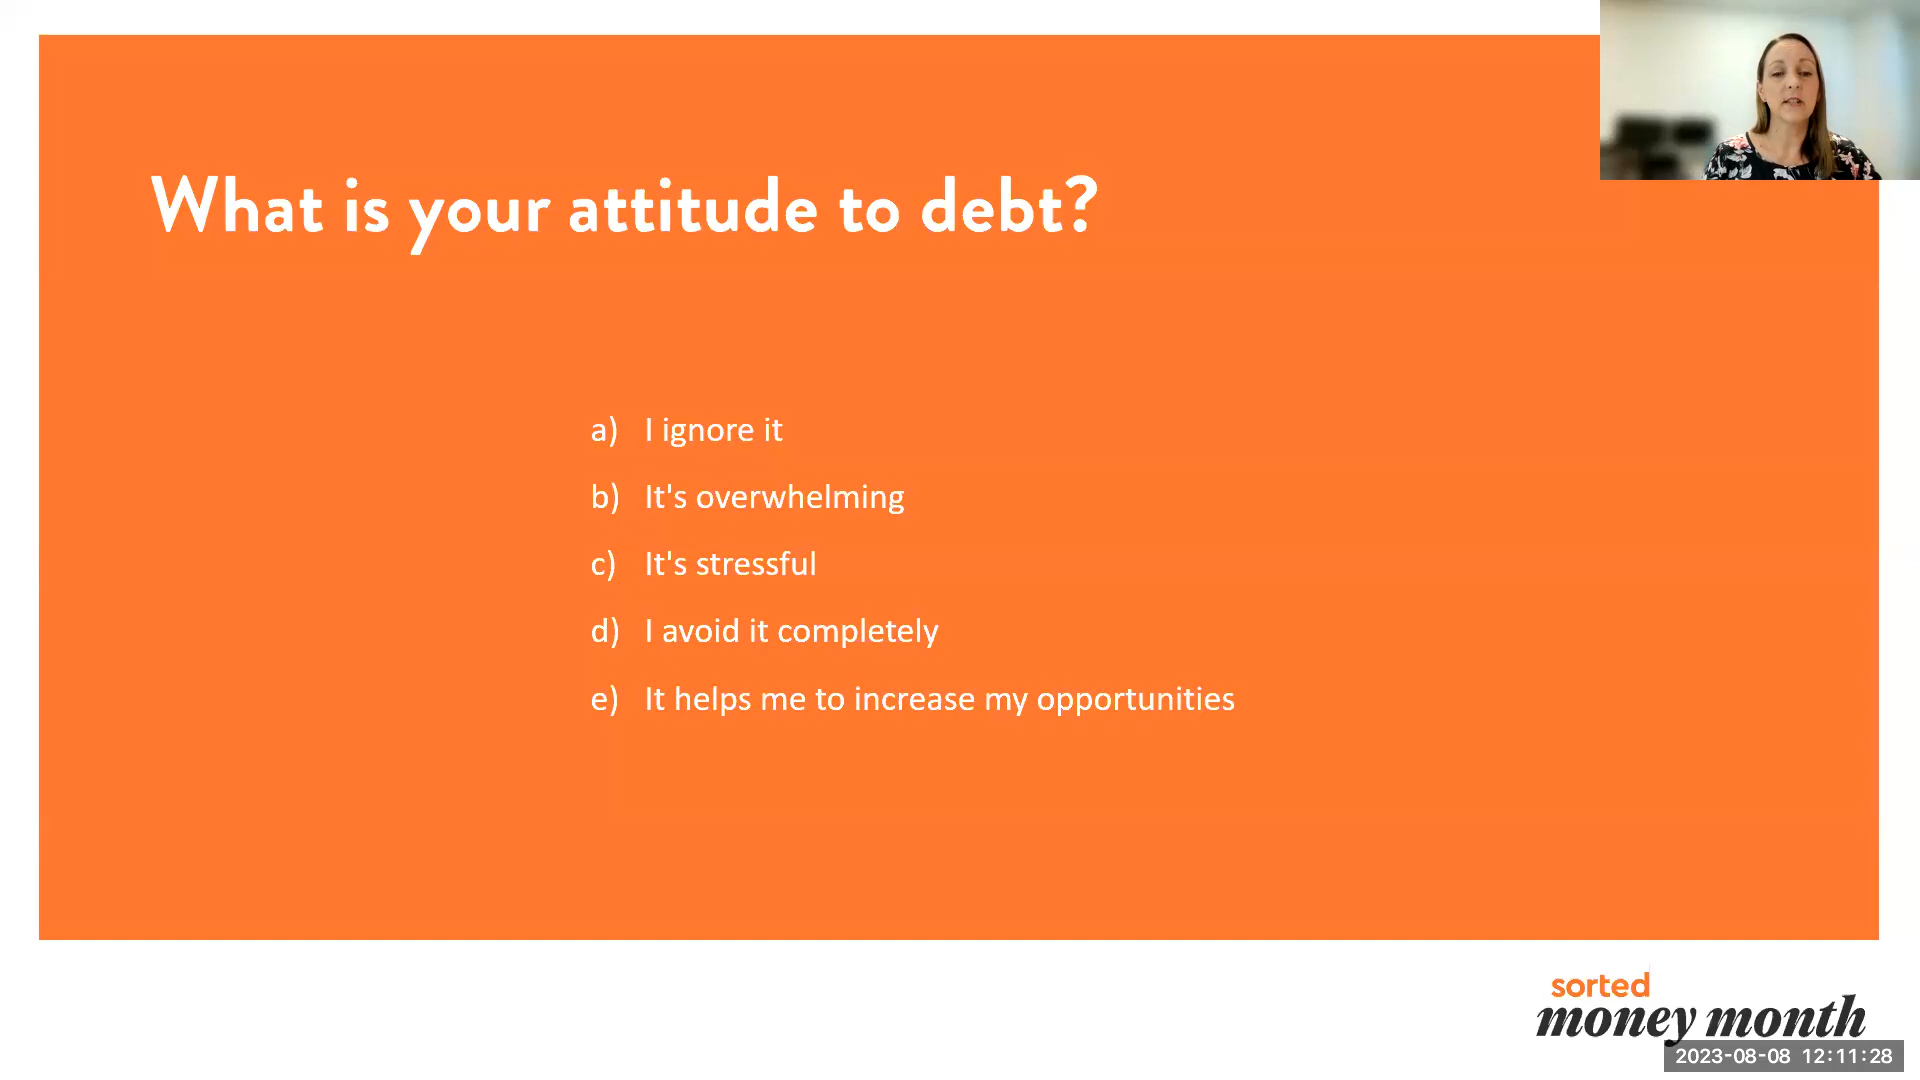 What is your attitude to debt?
a) I ignore it
b) It's overwhelming
c) It's stressful
d) I avoid it completely
e) It helps me to increase my opportunities
sorted
money month
2023-08-08 12:11:28